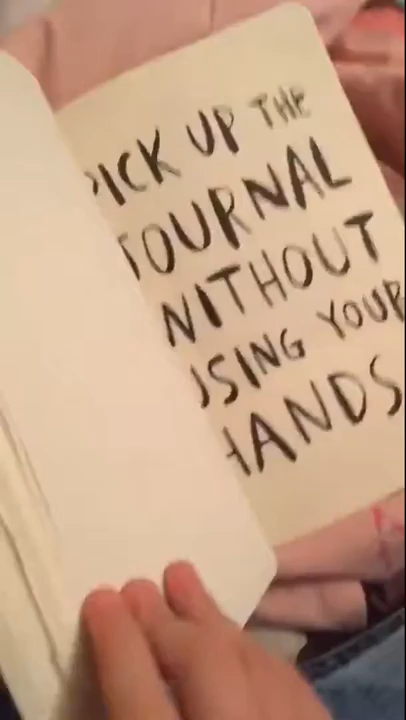 PICK UP THE
JOURNAL
WITHOUT
USING YOUR
HANDS